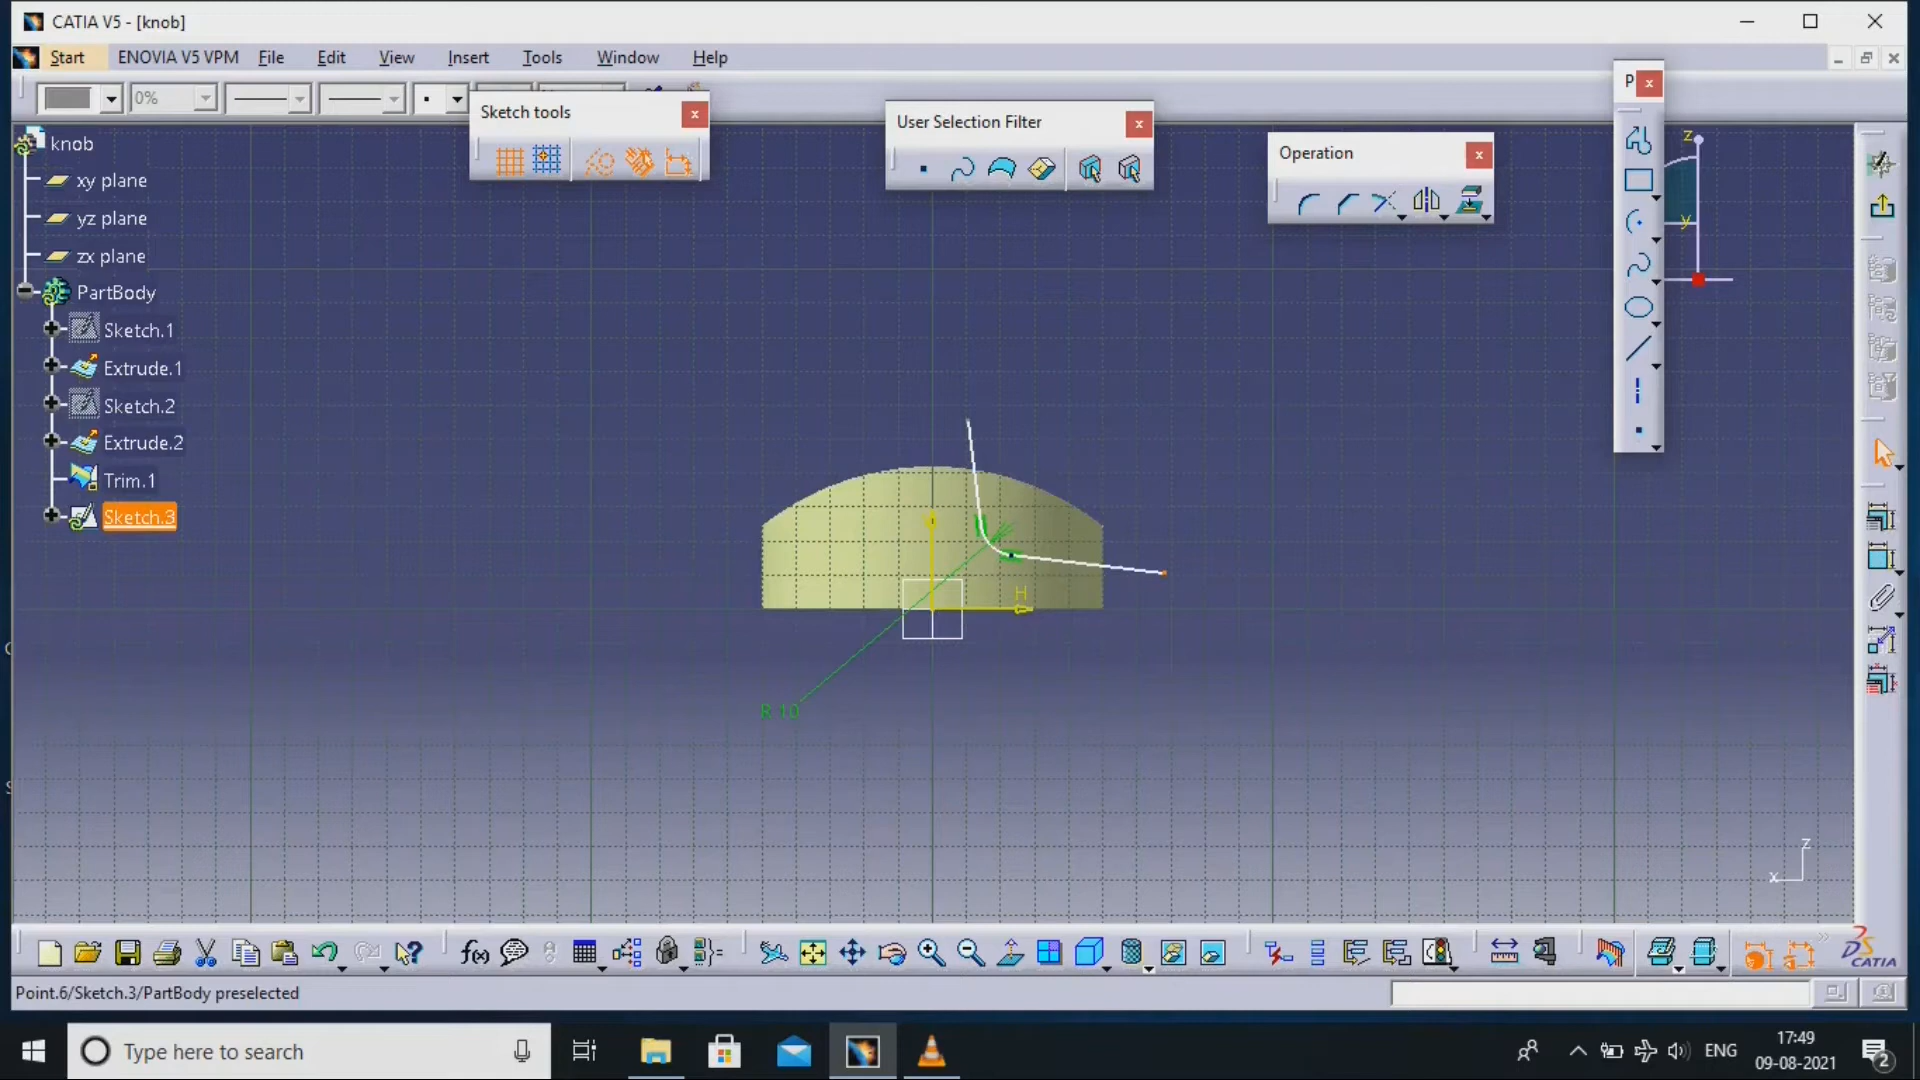 CATIA V5 - [knob]
Start ENOVIA V5 VPM File Edit View Insert Tools Window Help
0%
Sketch tools
User Selection Filter
Operation
P
knob
xy plane
yz plane
zx plane
PartBody
Sketch.1
Extrude.1
Sketch.2
Extrude.2
Trim.1
Sketch.3
z
y
H
R 10
z
x
f(x)
CATIA
Point.6/Sketch.3/PartBody preselected
Type here to search
ENG
17:49
09-08-2021
2